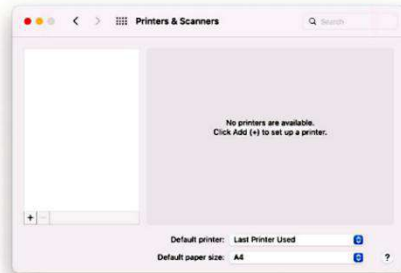 Printers & Scanners
Search
No printers are available.
Click Add (+) to set up a printer.
+ −
Default printer: Last Printer Used
Default paper size: A4
?